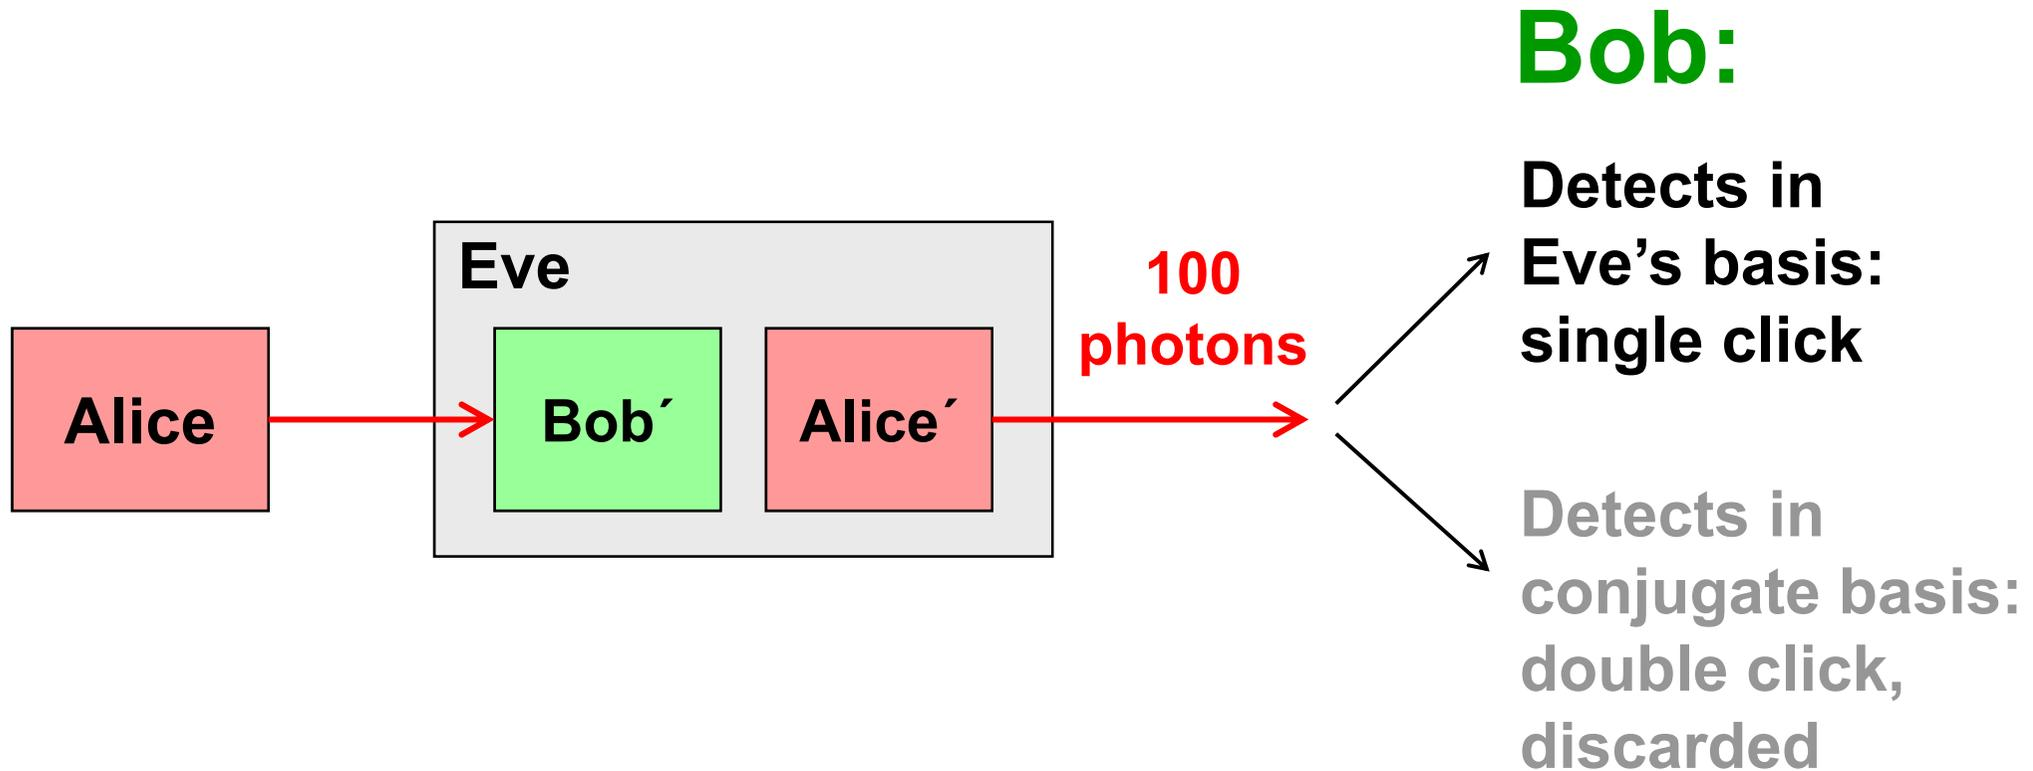 Bob:
Detects in
Eve’s basis:
single click
Eve
100
photons
Alice
Bob´
Alice´
Detects in
conjugate basis:
double click,
discarded